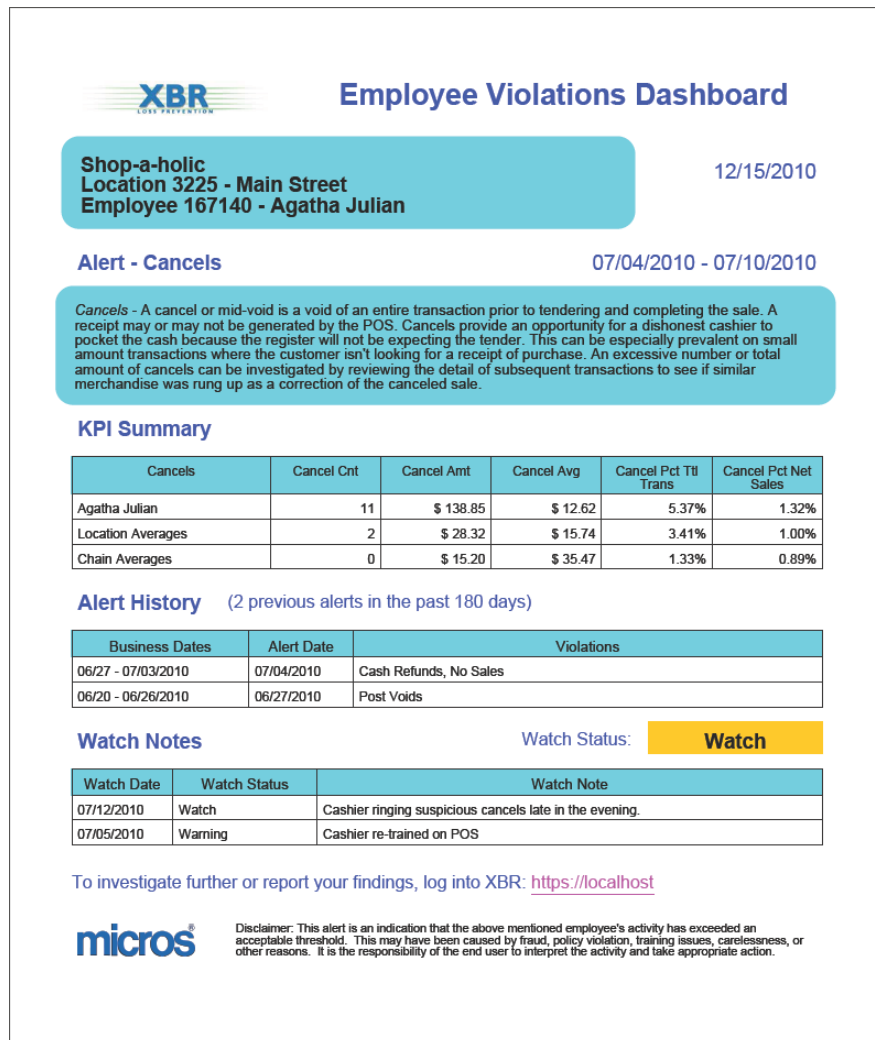 XBR
LOSS PREVENTION
Employee Violations Dashboard
Shop-a-holic
Location 3225 - Main Street
Employee 167140 - Agatha Julian
12/15/2010
Alert - Cancels
07/04/2010 - 07/10/2010
Cancels - A cancel or mid-void is a void of an entire transaction prior to tendering and completing the sale. A
receipt may or may not be generated by the POS. Cancels provide an opportunity for a dishonest cashier to
pocket the cash because the register will not be expecting the tender. This can be especially prevalent on small
amount transactions where the customer isn't looking for a receipt of purchase. An excessive number or total
amount of cancels can be investigated by reviewing the detail of subsequent transactions to see if similar
merchandise was rung up as a correction of the canceled sale.
KPI Summary
Cancels Cancel Cnt Cancel Amt Cancel Avg Cancel Pct Ttl Trans Cancel Pct Net Sales
Agatha Julian 11 $ 138.85 $ 12.62 5.37% 1.32%
Location Averages 2 $ 28.32 $ 15.74 3.41% 1.00%
Chain Averages 0 $ 15.20 $ 35.47 1.33% 0.89%
Alert History (2 previous alerts in the past 180 days)
Business Dates Alert Date Violations
06/27 - 07/03/2010 07/04/2010 Cash Refunds, No Sales
06/20 - 06/26/2010 06/27/2010 Post Voids
Watch Notes Watch Status: Watch
Watch Date Watch Status Watch Note
07/12/2010 Watch Cashier ringing suspicious cancels late in the evening.
07/05/2010 Warning Cashier re-trained on POS
To investigate further or report your findings, log into XBR: https://localhost
micros®
Disclaimer: This alert is an indication that the above mentioned employee's activity has exceeded an
acceptable threshold. This may have been caused by fraud, policy violation, training issues, carelessness, or
other reasons. It is the responsibility of the end user to interpret the activity and take appropriate action.